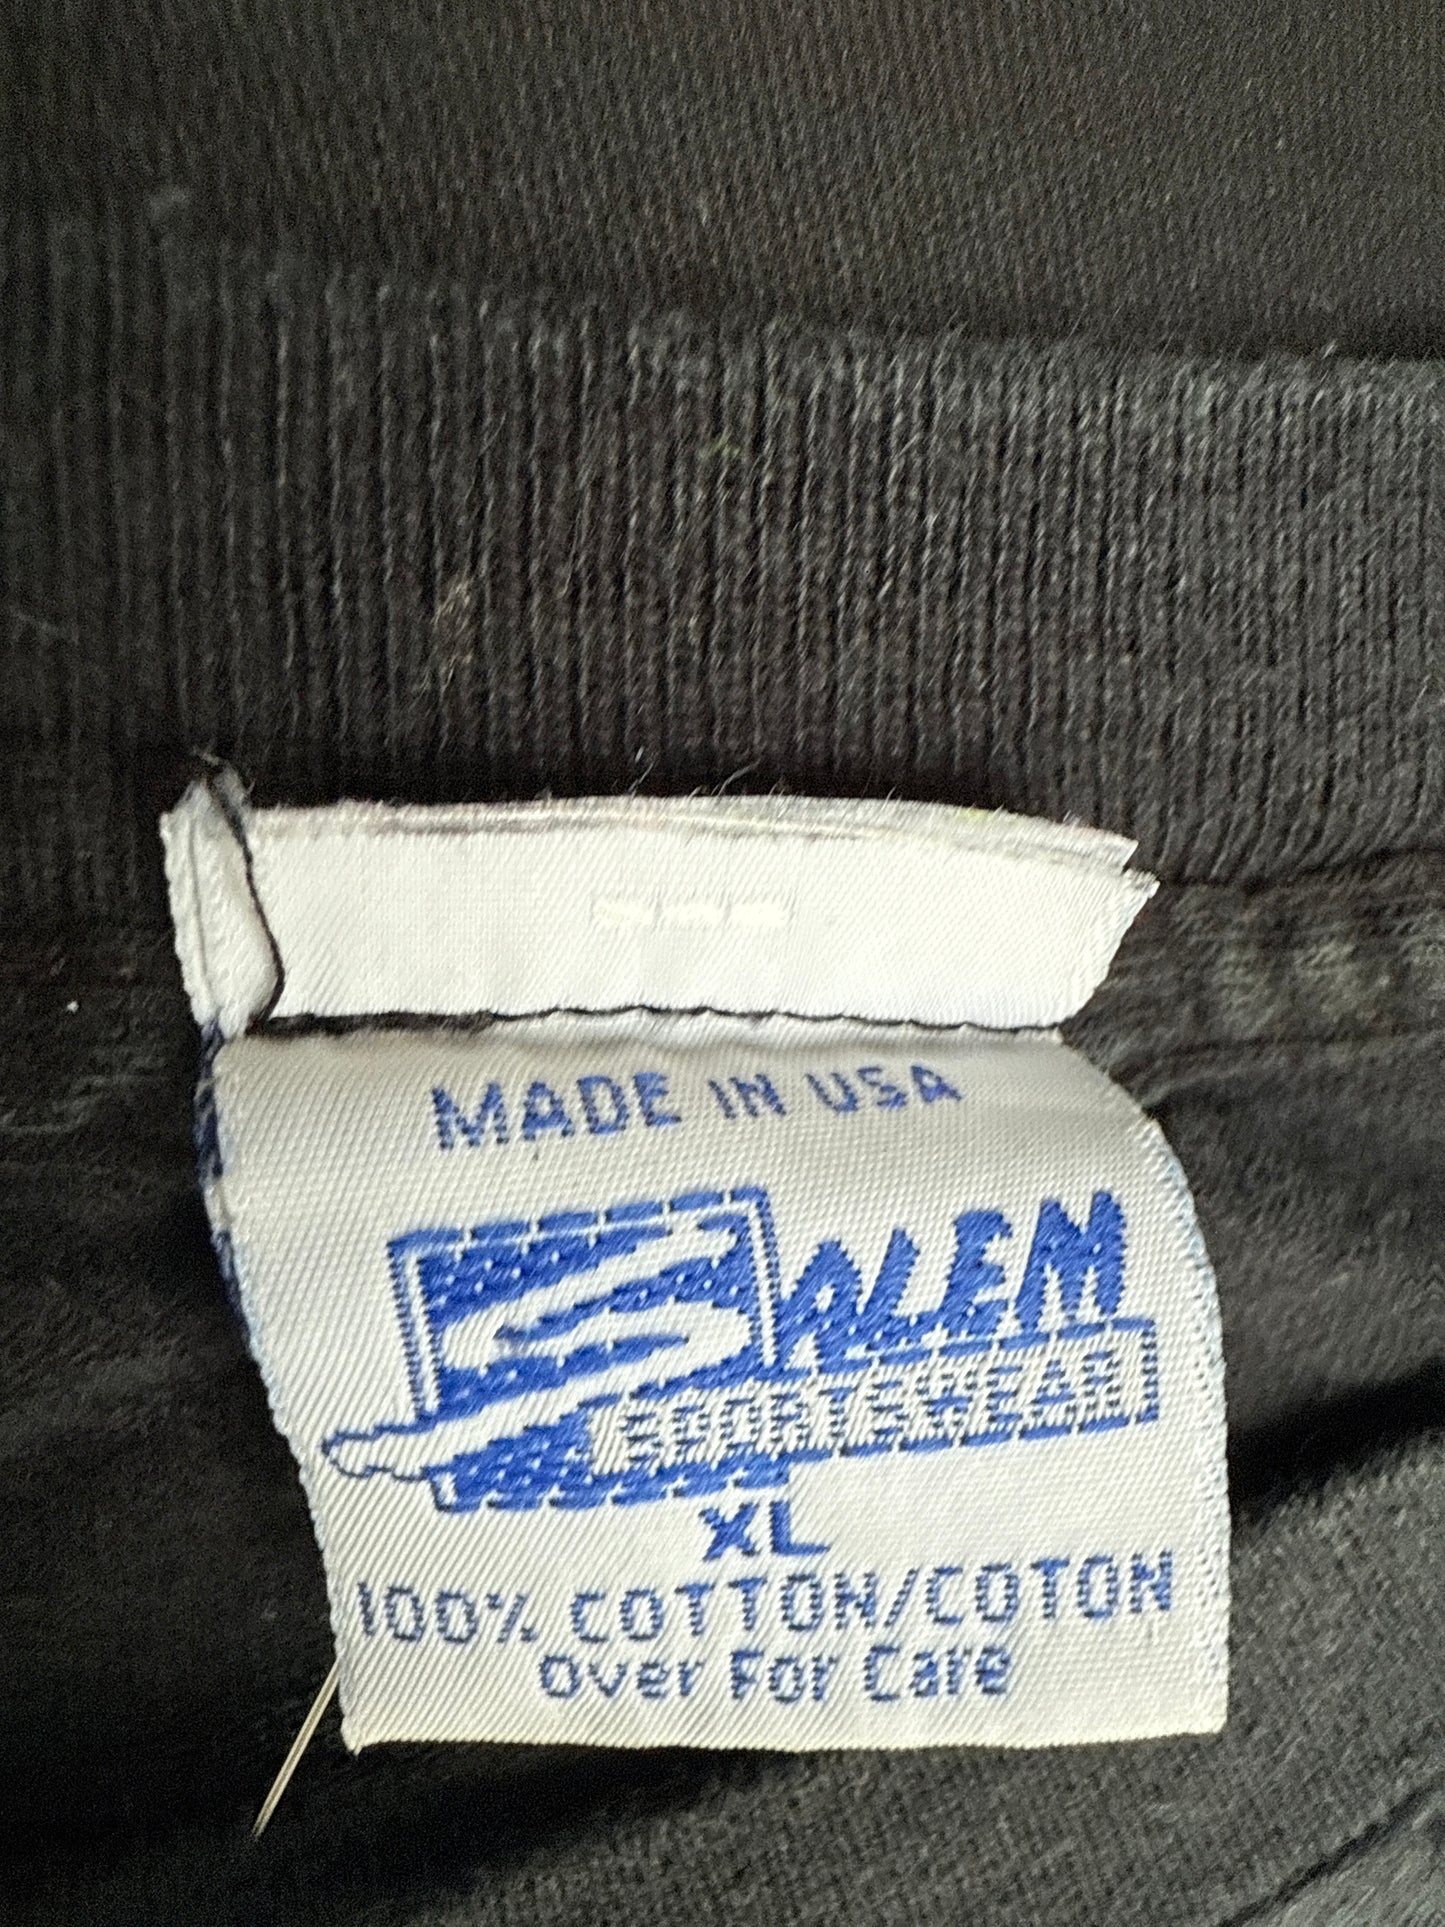 MADE IN USA
SALEM
SPORTSWEAR
XL
100% COTTON/COTON
Over For Care